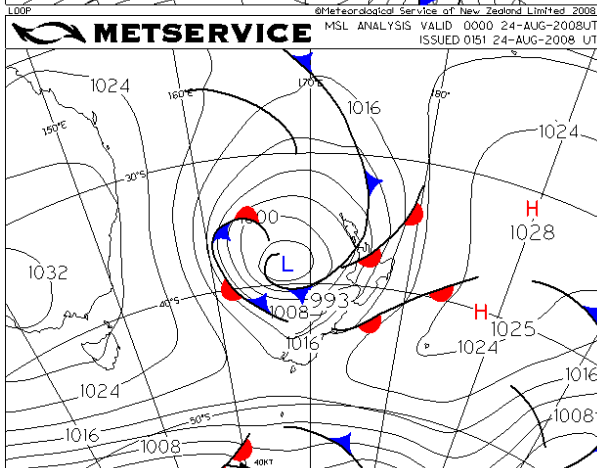 LOOP
©Meteorological Service of New Zealand Limited 2008
METSERVICE
MSL ANALYSIS VALID 0000 24-AUG-2008UT
ISSUED 0151 24-AUG-2008 UT
1024
170°E
160°E
180°
1016
150°E
1024
30°S
H
1028
1000
1032
L
993
40°S
1008
H
1025
1016
1024
1016
1024
1008
50°S
1016
1008
40KT